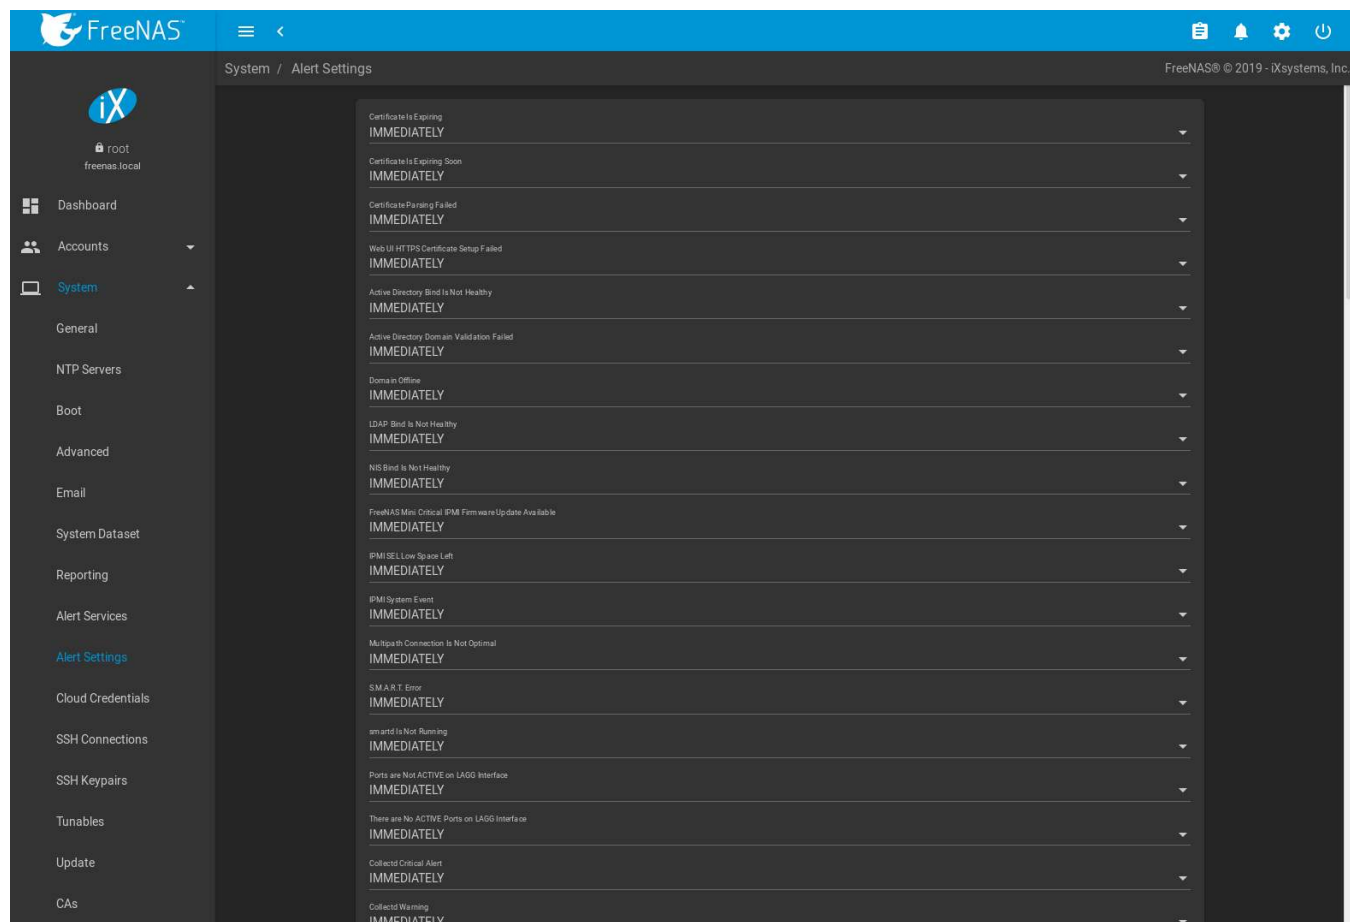 FreeNAS™
System / Alert Settings
FreeNAS® © 2019 - iXsystems, Inc.
iX
root
freenas.local
Dashboard
Accounts
System
General
NTP Servers
Boot
Advanced
Email
System Dataset
Reporting
Alert Services
Alert Settings
Cloud Credentials
SSH Connections
SSH Keypairs
Tunables
Update
CAs
Certificate Is Expiring
IMMEDIATELY
Certificate Is Expiring Soon
IMMEDIATELY
Certificate Parsing Failed
IMMEDIATELY
Web UI HTTPS Certificate Setup Failed
IMMEDIATELY
Active Directory Bind Is Not Healthy
IMMEDIATELY
Active Directory Domain Validation Failed
IMMEDIATELY
Domain Offline
IMMEDIATELY
LDAP Bind Is Not Healthy
IMMEDIATELY
NIS Bind Is Not Healthy
IMMEDIATELY
FreeNAS Mini Critical IPMI Firmware Update Available
IMMEDIATELY
IPMI SEL Low Space Left
IMMEDIATELY
IPMI System Event
IMMEDIATELY
Multipath Connection Is Not Optimal
IMMEDIATELY
S.M.A.R.T. Error
IMMEDIATELY
smartd Is Not Running
IMMEDIATELY
Ports are Not ACTIVE on LAGG Interface
IMMEDIATELY
There are No ACTIVE Ports on LAGG Interface
IMMEDIATELY
Collectd Critical Alert
IMMEDIATELY
Collectd Warning
IMMEDIATELY